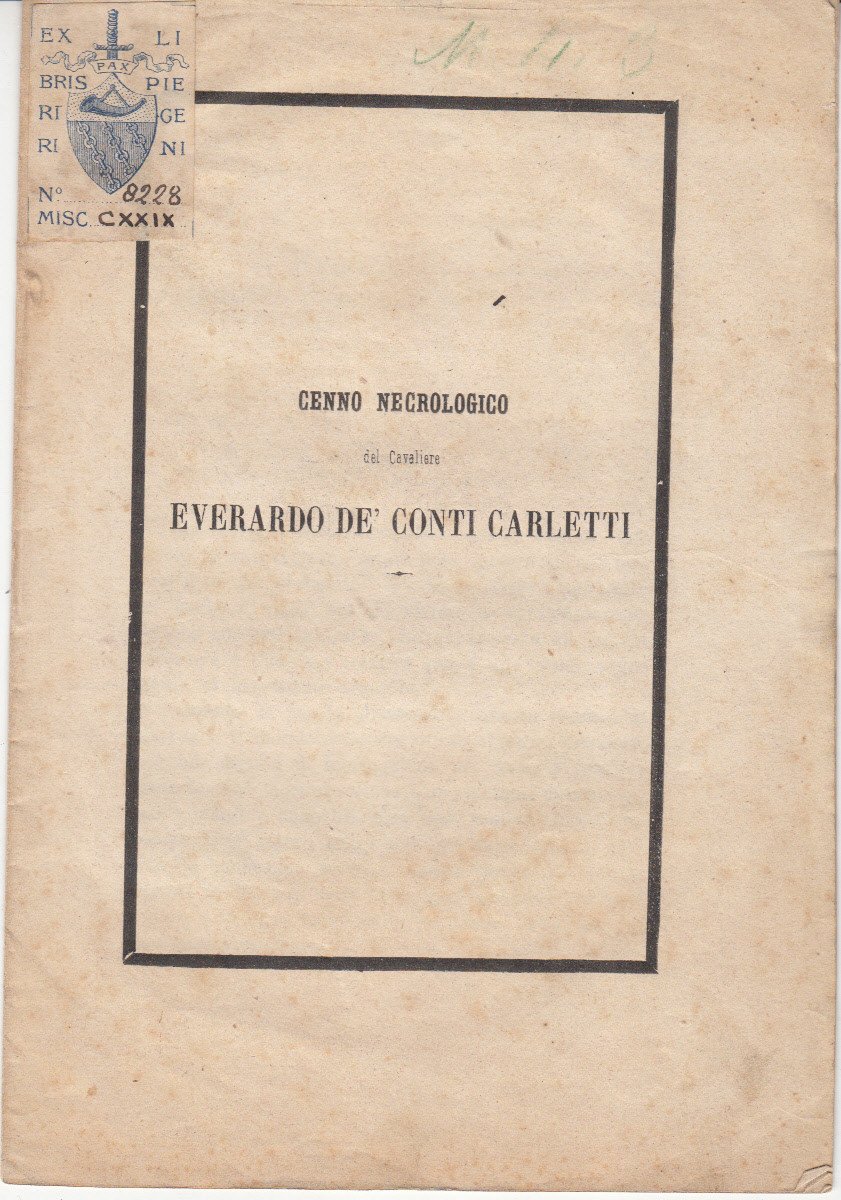 EX LI
PAX
BRIS PIE
RI GE
RI NI
Nº 8228
MISC. CXXIX
CENNO NECROLOGICO
del Cavaliere
EVERARDO DE' CONTI CARLETTI